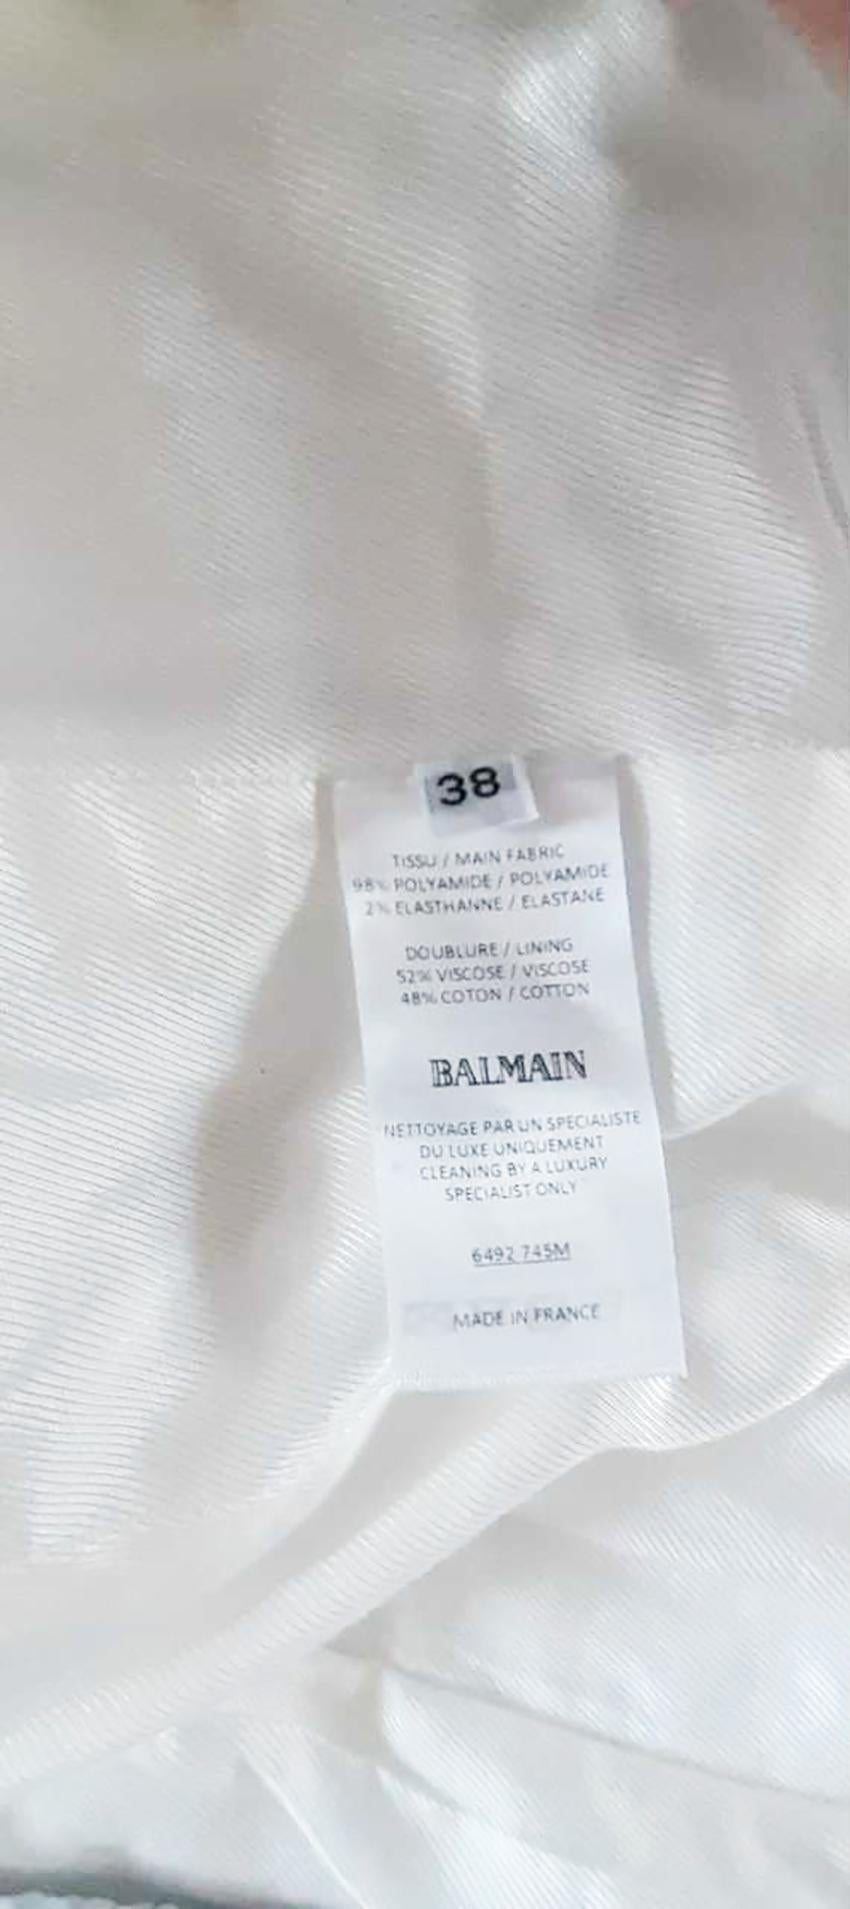 38
TISSU / MAIN FABRIC
98% POLYAMIDE / POLYAMIDE
2% ELASTHANNE / ELASTANE
DOUBLURE / LINING
52% VISCOSE / VISCOSE
48% COTON / COTTON
BALMAIN
NETTOYAGE PAR UN SPECIALISTE
DU LUXE UNIQUEMENT
CLEANING BY A LUXURY
SPECIALIST ONLY
6492 745M
MADE IN FRANCE